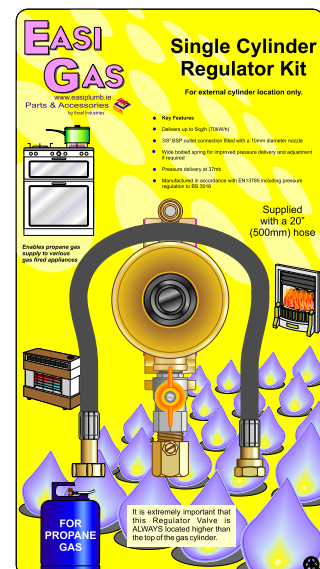 EASI
GAS
www.easiplumb.ie
Parts & Accessories
by Excel Industries
Single Cylinder
Regulator Kit
For external cylinder location only.
Key Features
Delivers up to 5kg/h (70kW/h)
3/8" BSP outlet connection fitted with a 10mm diameter nozzle
Wide bodied spring for improved pressure delivery and adjustment
if required
Pressure delivery at 37mb
Manufactured in accordance with EN13785 including pressure
regulation to BS 3016
Supplied
with a 20"
(500mm) hose
Enables propane gas
supply to various
gas fired appliances
FOR
PROPANE
GAS
It is extremely important that
this Regulator Valve is
ALWAYS located higher than
the top of the gas cylinder.